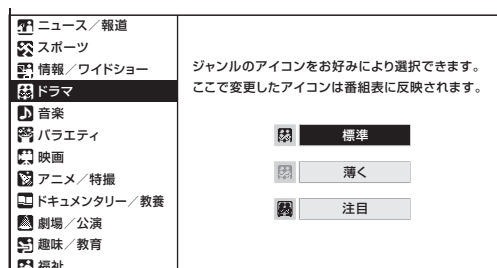 ニュース／報道
スポーツ
情報／ワイドショー
ドラマ
音楽
バラエティ
映画
アニメ／特撮
ドキュメンタリー／教養
劇場／公演
趣味／教育
福祉
ジャンルのアイコンをお好みにより選択できます。
ここで変更したアイコンは番組表に反映されます。
標準
薄く
注目